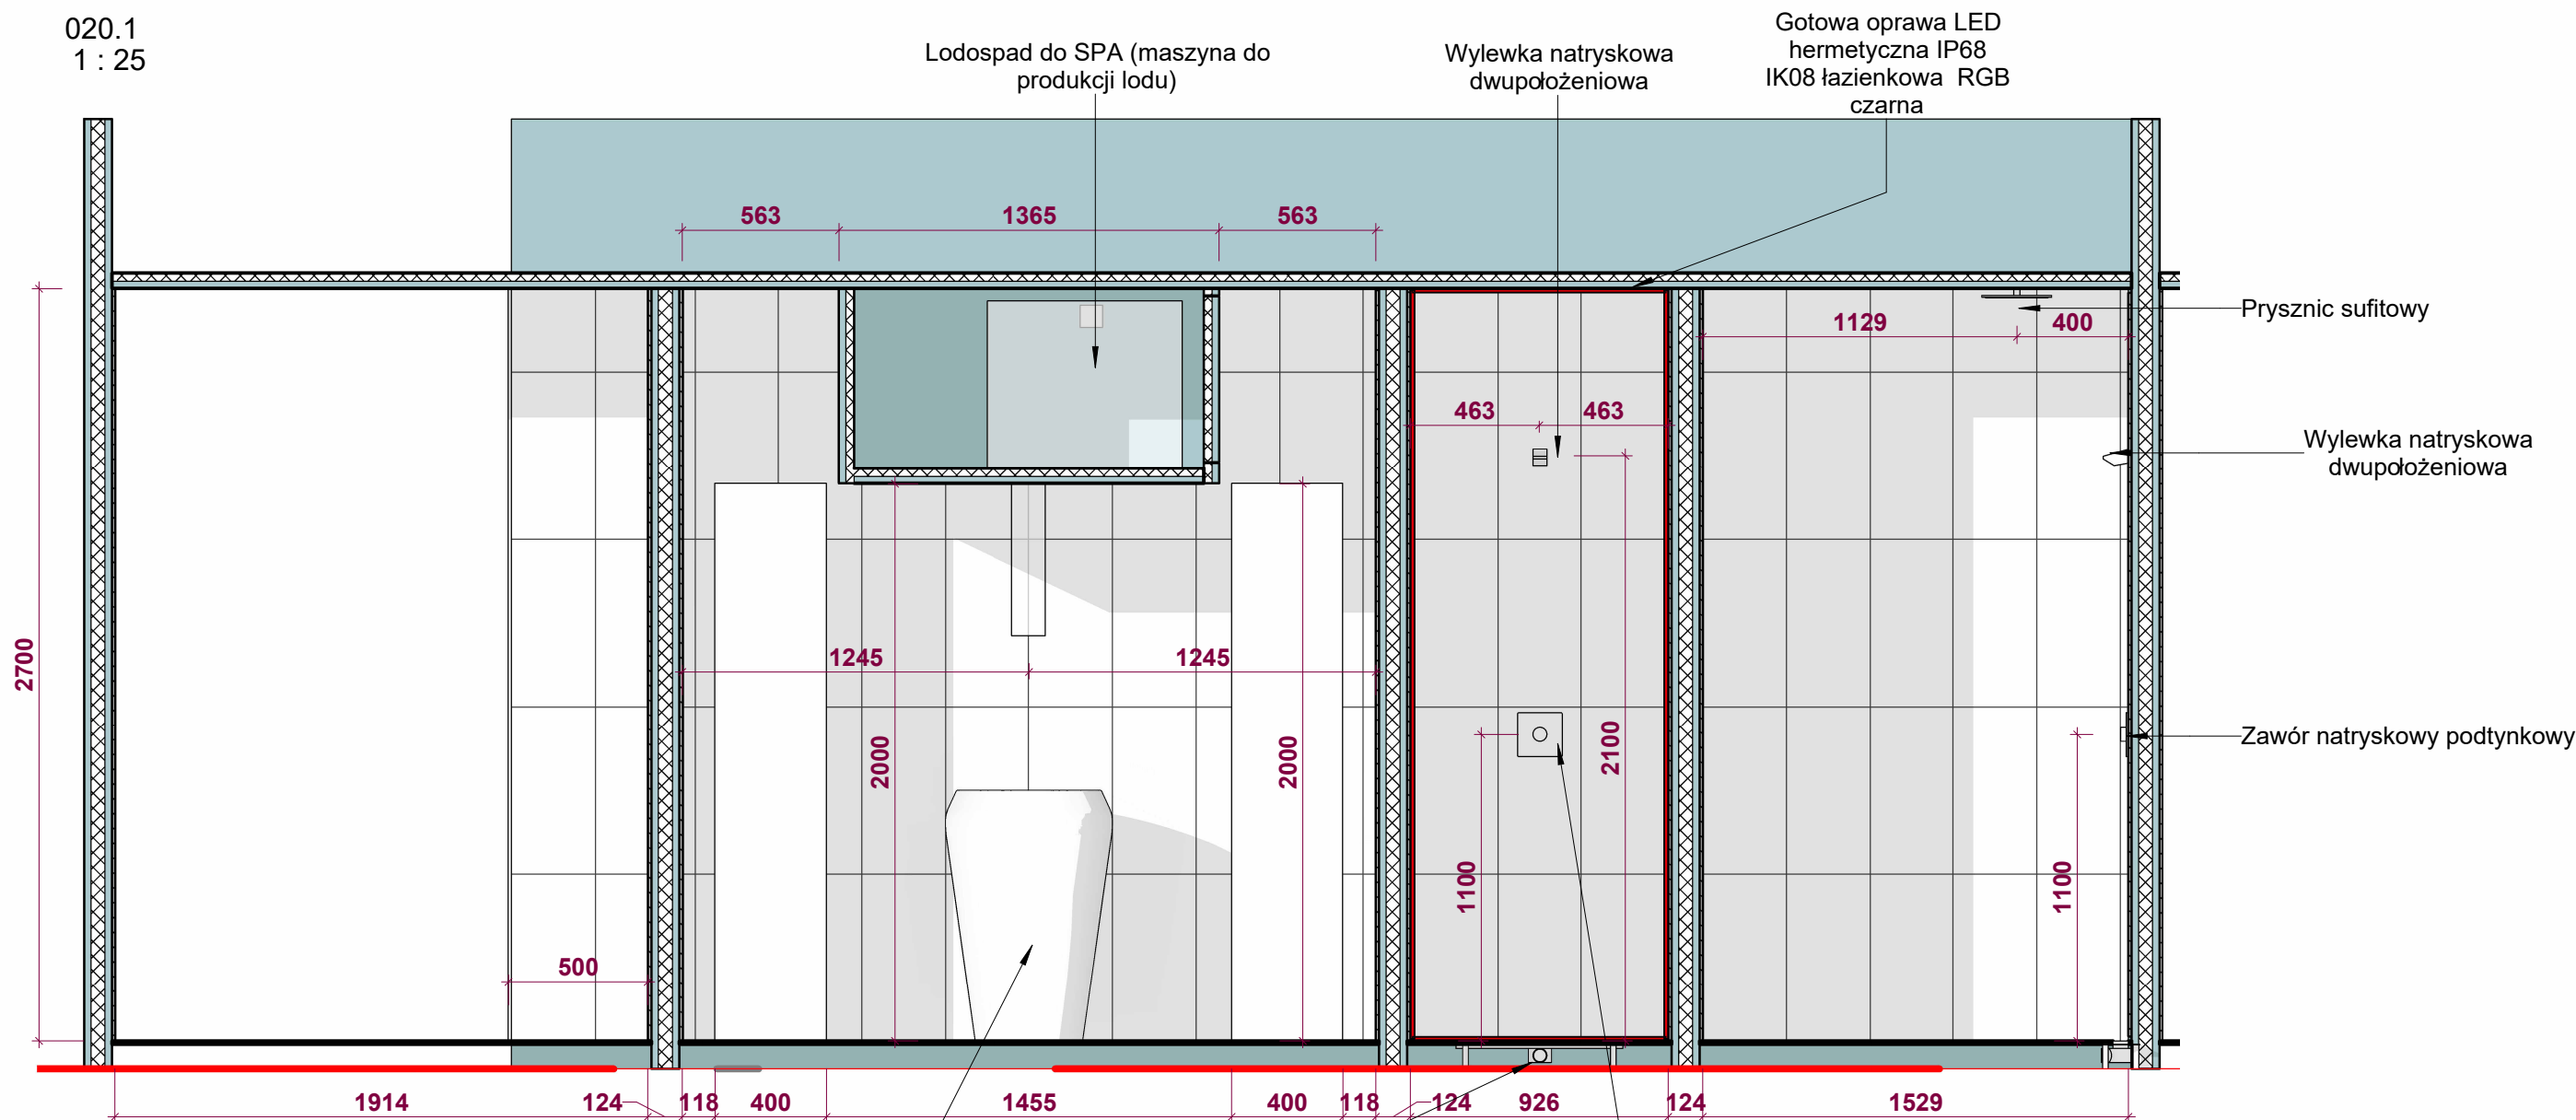 020.1
1 : 25
Lodospad do SPA (maszyna do
produkcji lodu)
Wylewka natryskowa
dwupołożeniowa
Gotowa oprawa LED
hermetyczna IP68
IK08 łazienkowa RGB
czarna
563 1365 563
Prysznic sufitowy
1129 400
463 463
Wylewka natryskowa
dwupołożeniowa
2700
1245 1245
2000
2000
2100
Zawór natryskowy podtynkowy
1100
1100
500
1914 124 118 400 1455 400 118 124 926 124 1529